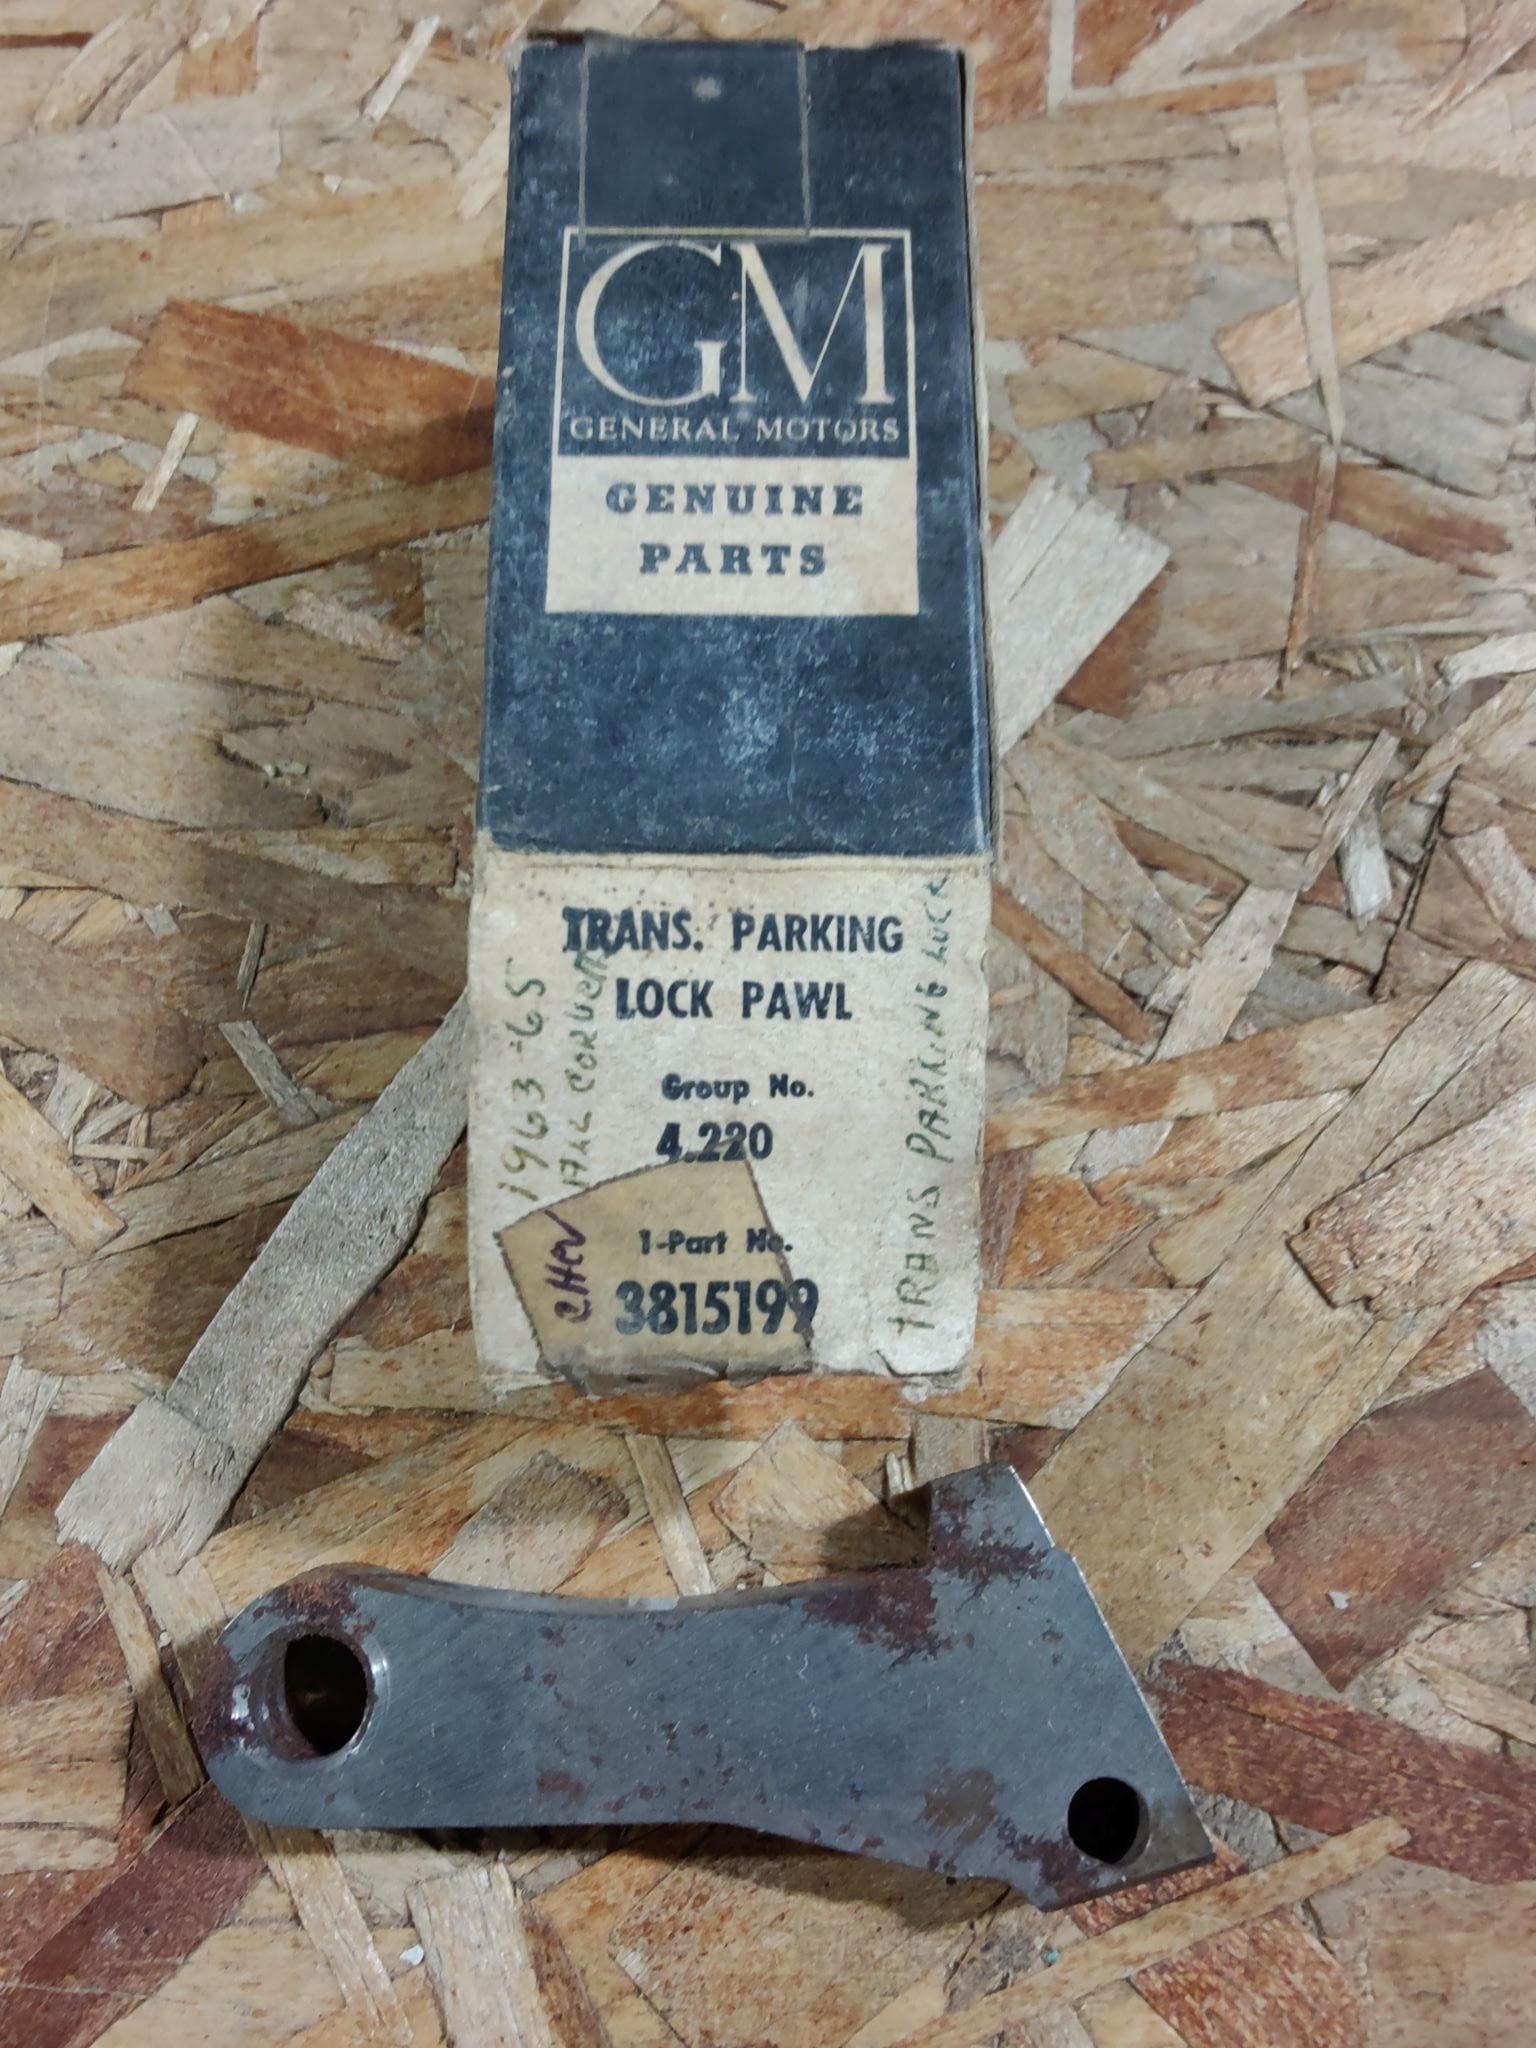 GM
GENERAL MOTORS
GENUINE
PARTS
TRANS. PARKING
LOCK PAWL
Group No.
4.220
1-Part No.
3815199
1963-65
ALL CORVETTE
CHEV
TRANS PARKING LOCK